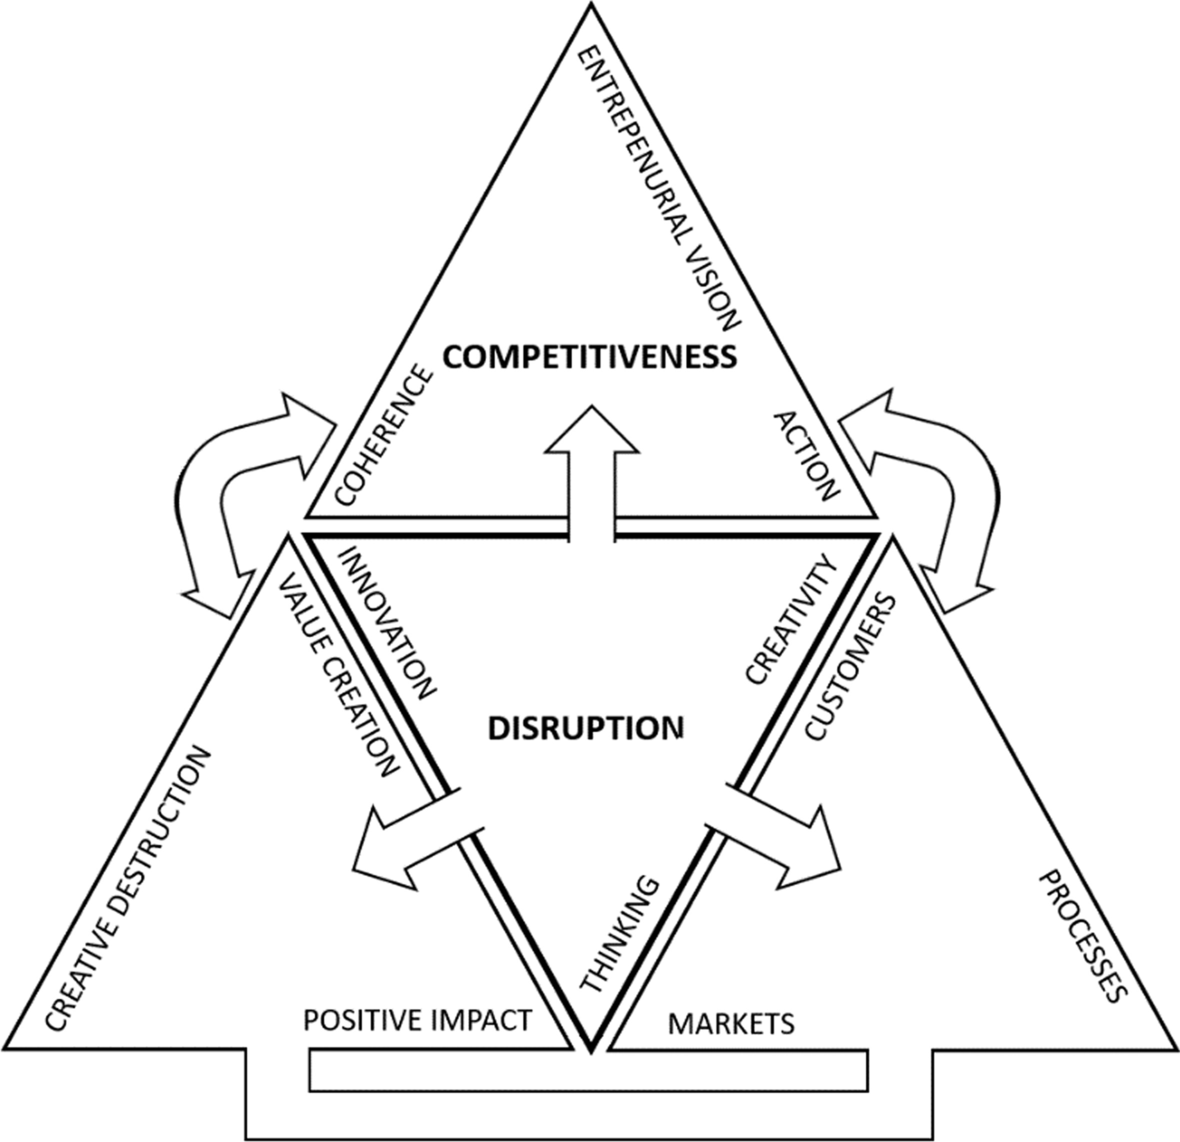 ENTREPENURIAL VISION
COMPETITIVENESS
COHERENCE
ACTION
INNOVATION
CREATIVITY
VALUE CREATION
CUSTOMERS
DISRUPTION
CREATIVE DESTRUCTION
THINKING
PROCESSES
POSITIVE IMPACT
MARKETS